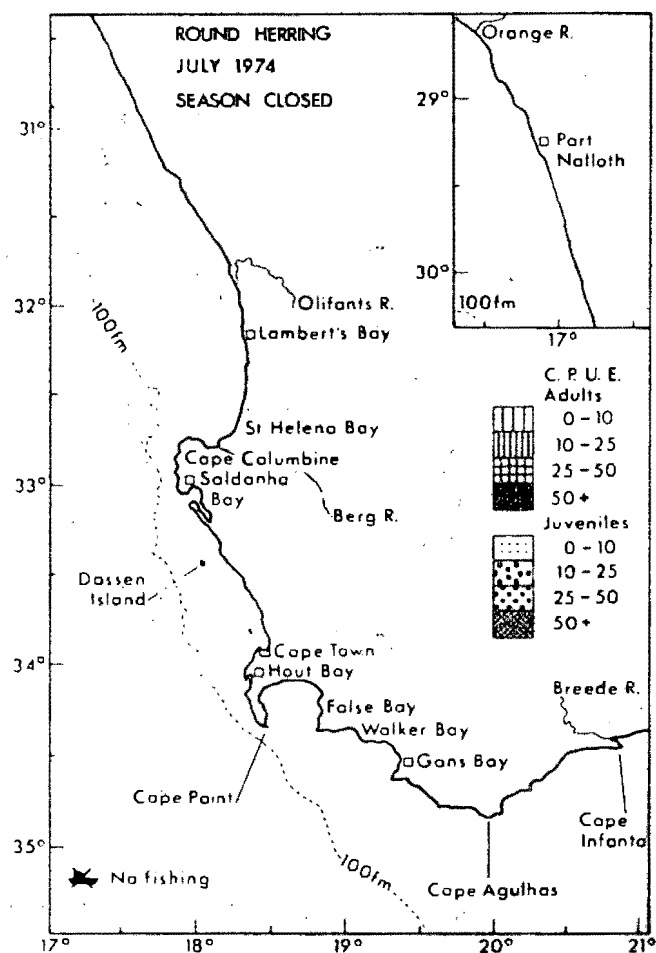 ROUND HERRING
JULY 1974
SEASON CLOSED
Orange R.
29°
Port
Nolloth
30°
100fm
17°
31°
32°
33°
34°
35°
Olifants R.
Lambert's Bay
100fm
St Helena Bay
Cape Columbine
Saldanha
Bay
Berg R.
Dassen
Island
C. P. U. E.
Adults
0-10
10-25
25-50
50+
Juveniles
0-10
10-25
25-50
50+
Cape Town
Hout Bay
False Bay
Walker Bay
Gans Bay
Breede R.
Cape Point
Cape
Infanta
100fm
Cape Agulhas
No fishing
17°
18°
19°
20°
21°